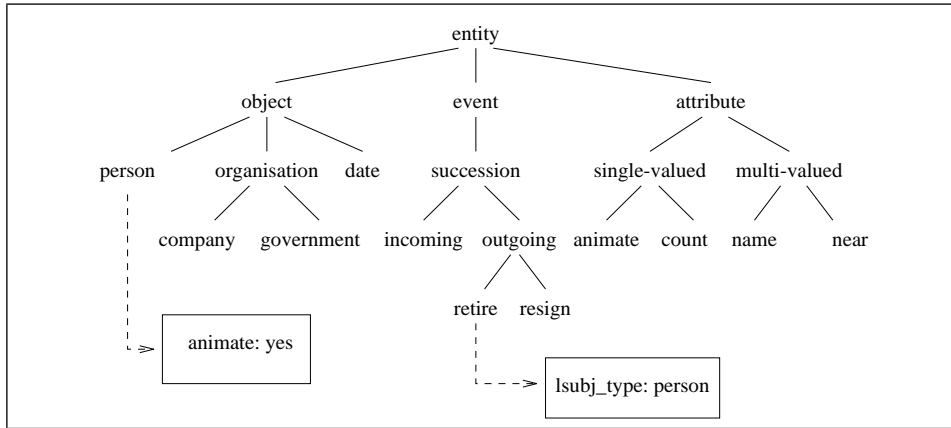 entity
object event attribute
person organisation date succession single-valued multi-valued
company government incoming outgoing animate count name near
retire resign
animate: yes
lsubj_type: person